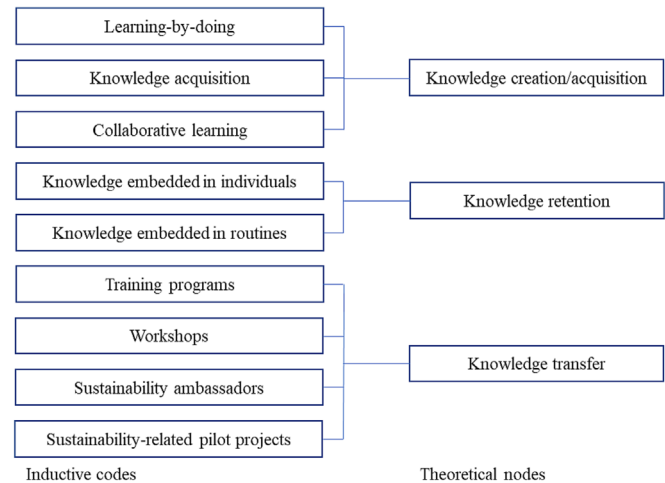 Learning-by-doing
Knowledge acquisition
Collaborative learning
Knowledge embedded in individuals
Knowledge embedded in routines
Training programs
Workshops
Sustainability ambassadors
Sustainability-related pilot projects
Inductive codes
Knowledge creation/acquisition
Knowledge retention
Knowledge transfer
Theoretical nodes